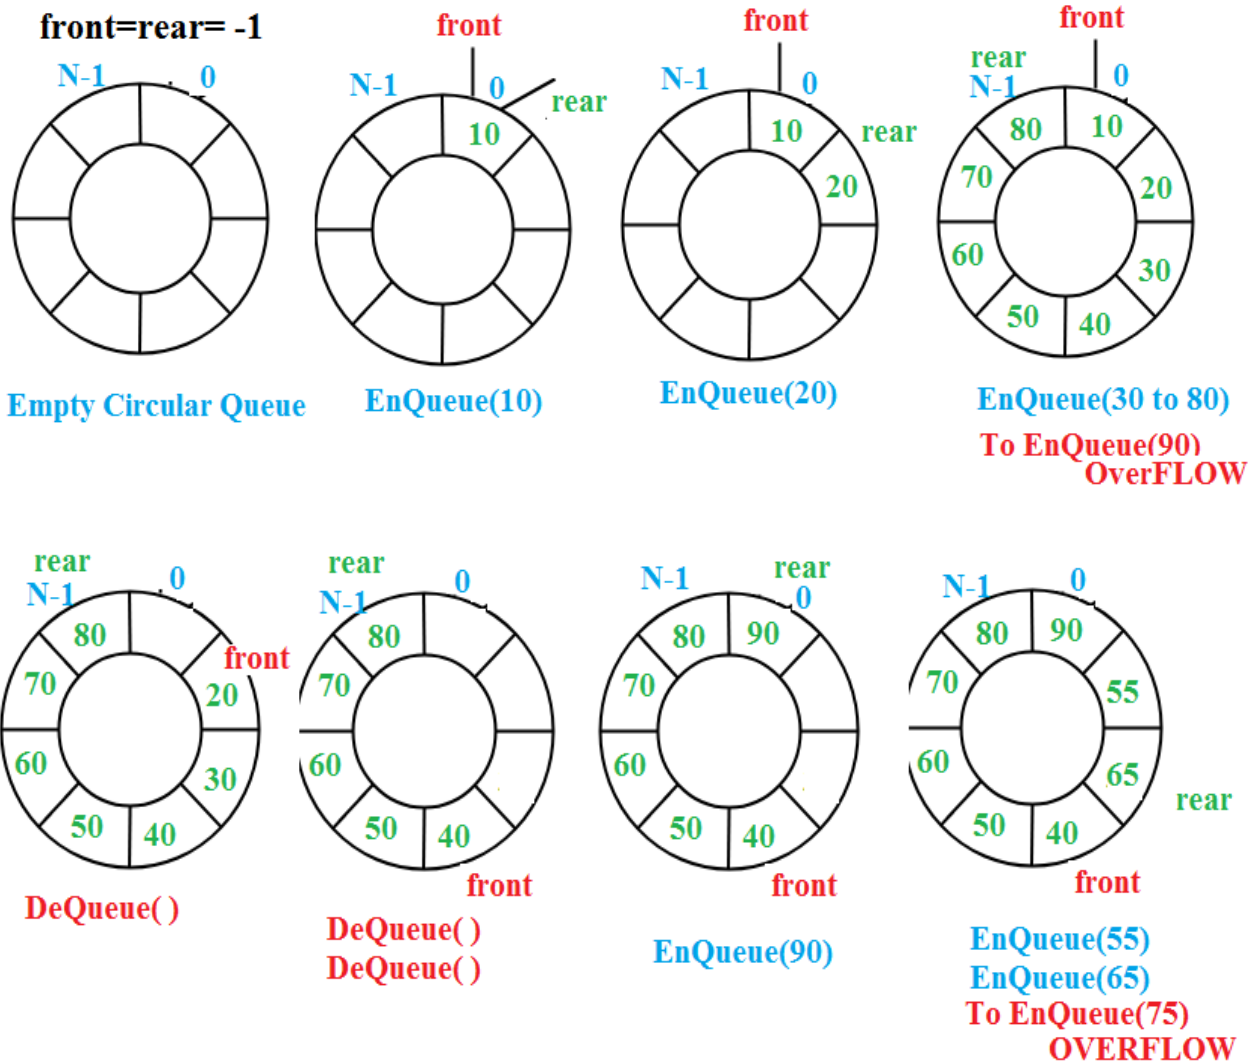 front=rear= -1
N-1 0
Empty Circular Queue
front
N-1 0
rear
10
EnQueue(10)
front
N-1 0
10 rear
20
EnQueue(20)
front
rear
N-1 0
80 10
70 20
60 30
50 40
EnQueue(30 to 80)
To EnQueue(90)
OverFLOW
rear
N-1 0
80
front
70 20
60 30
50 40
DeQueue( )
rear
N-1 0
80
70
60
50 40
front
DeQueue( )
DeQueue( )
rear
N-1 0
80 90
70
60
50 40
front
EnQueue(90)
N-1 0
80 90
70 55
60 65
rear
50 40
front
EnQueue(55)
EnQueue(65)
To EnQueue(75)
OVERFLOW